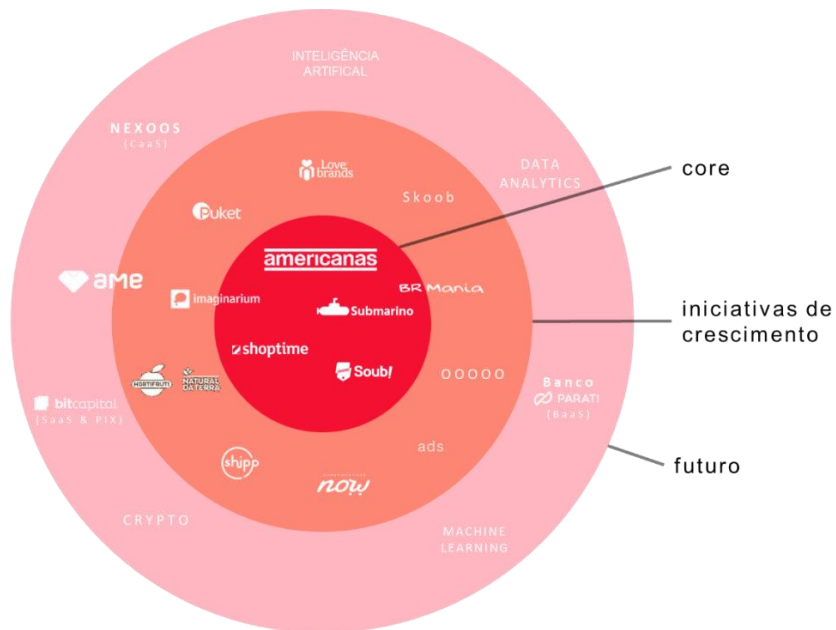 INTELIGÊNCIA
ARTIFICAL
NEXOOS
(CaaS)
Love
brands
DATA
ANALYTICS
core
Skoob
Puket
americanas
ame
imaginarium
BR Mania
Submarino
iniciativas de
crescimento
shoptime
Soub!
OOOOO
HORTIFRUTI
NATURAL
DATERRA
Banco
PARATI
(BaaS)
bitcapital
(SaaS & PIX)
ads
shipp
futuro
now
CRYPTO
MACHINE
LEARNING